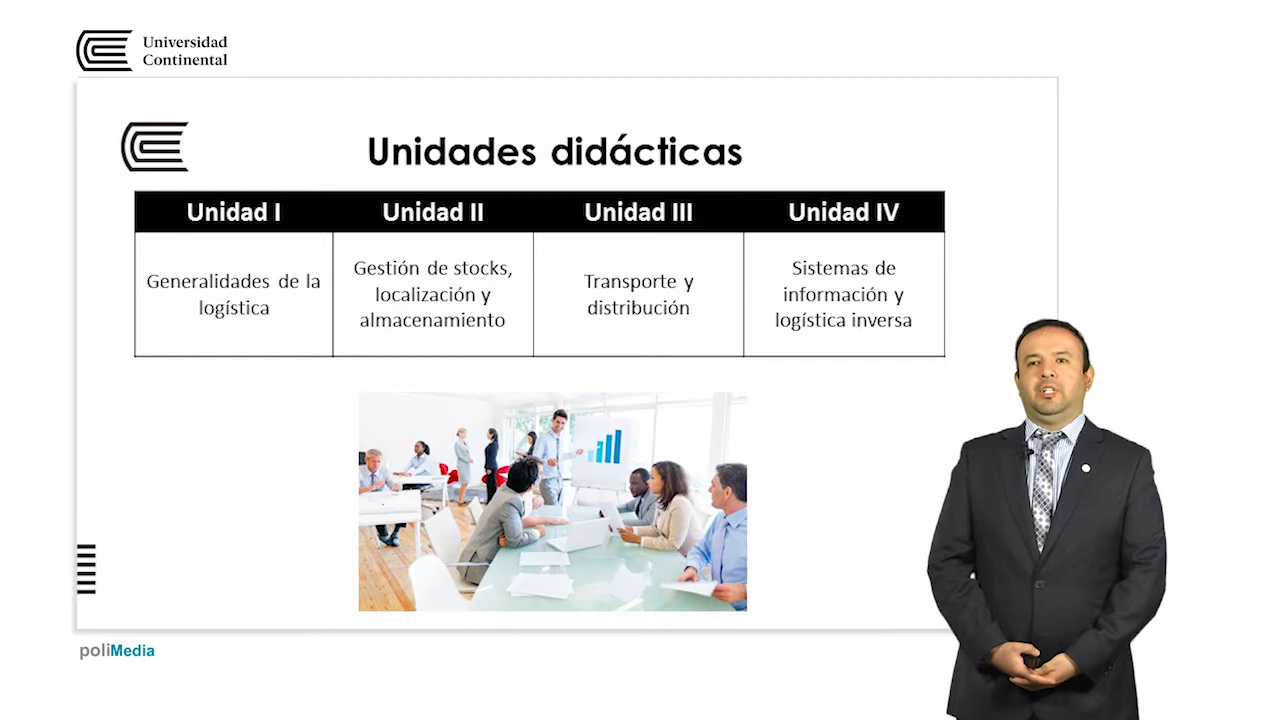 Universidad
Continental
Unidades didácticas
Unidad I
Unidad II
Unidad III
Unidad IV
Generalidades de la
logística
Gestión de stocks,
localización y
almacenamiento
Transporte y
distribución
Sistemas de
información y
logística inversa
poliMedia